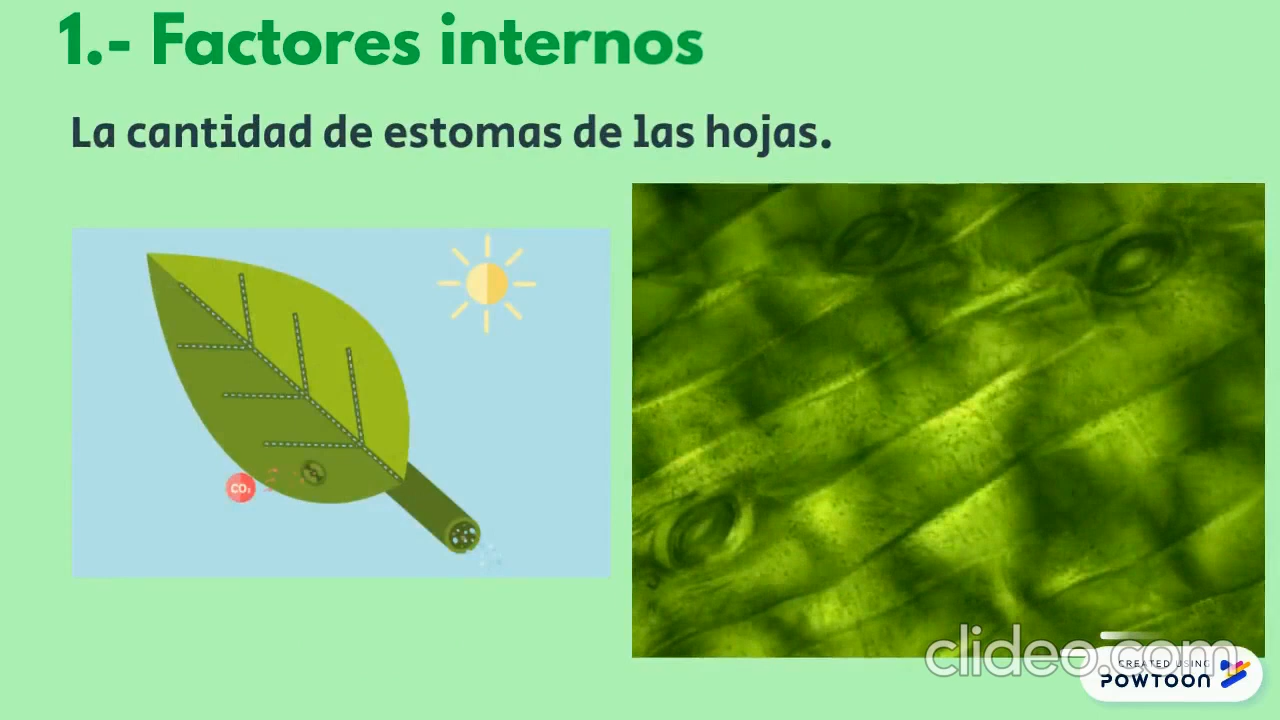 1.- Factores internos
La cantidad de estomas de las hojas.
CO₂
clideo.com
CREATED USING
POWTOON